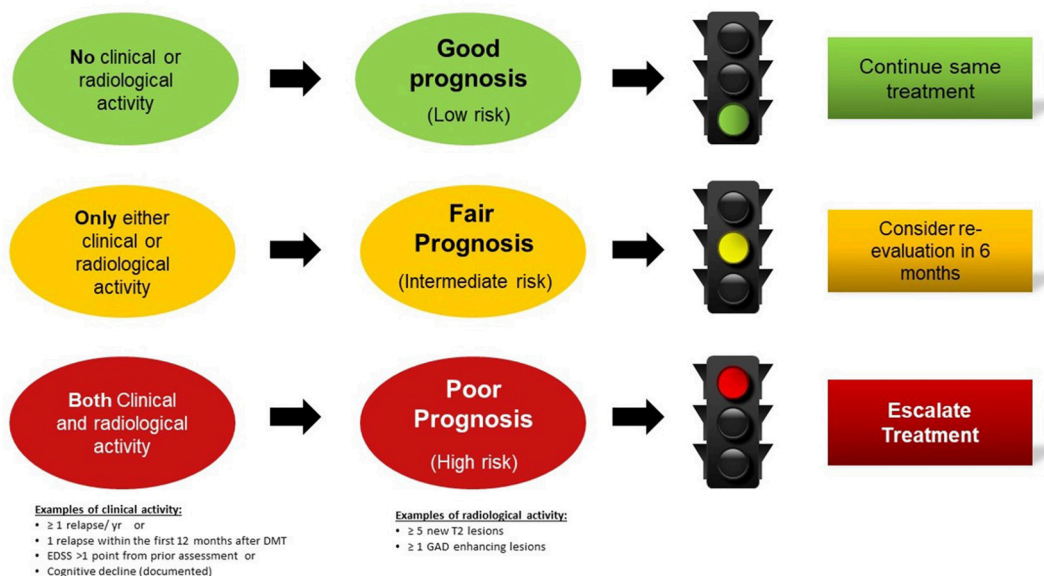 No clinical or
radiological
activity
Good
prognosis
(Low risk)
Continue same
treatment
Only either
clinical or
radiological
activity
Fair
Prognosis
(Intermediate risk)
Consider re-
evaluation in 6
months
Both Clinical
and radiological
activity
Poor
Prognosis
(High risk)
Escalate
Treatment
Examples of clinical activity:
• ≥ 1 relapse/ yr or
• 1 relapse within the first 12 months after DMT
• EDSS >1 point from prior assessment or
• Cognitive decline (documented)
Examples of radiological activity:
• ≥ 5 new T2 lesions
• ≥ 1 GAD enhancing lesions